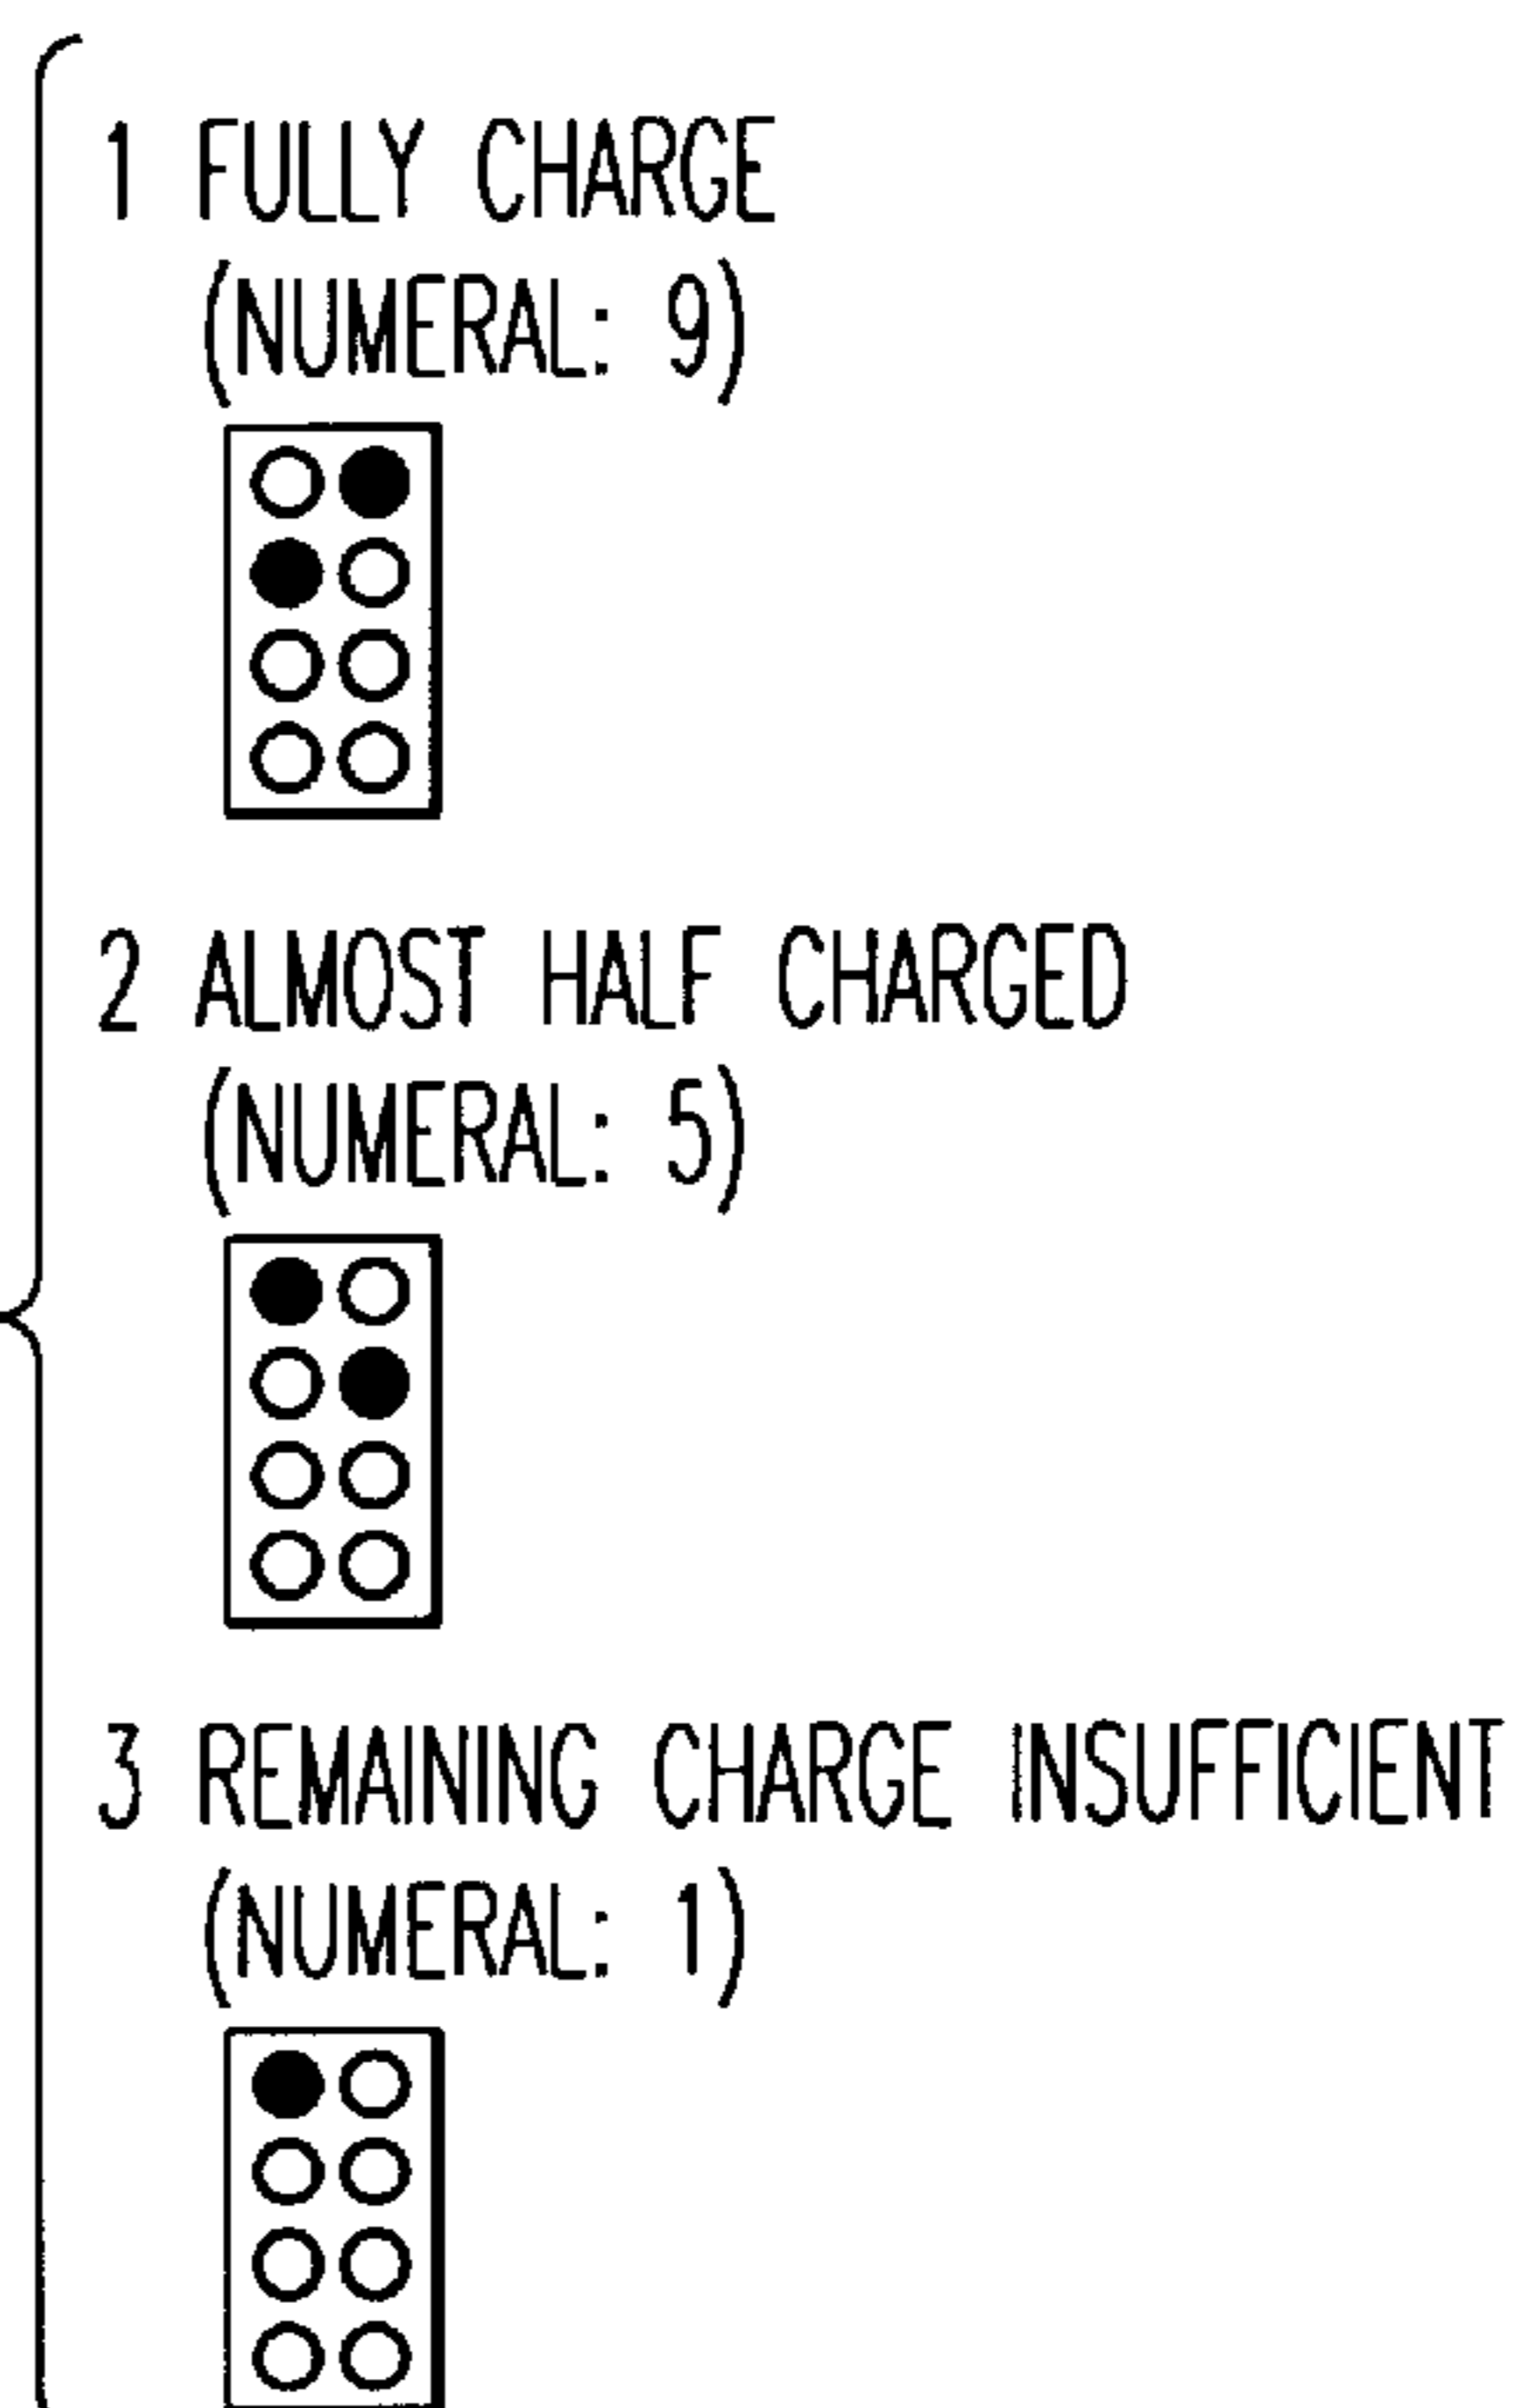 1 FULLY CHARGE
(NUMERAL: 9)
2 ALMOST HALF CHARGED
(NUMERAL: 5)
3 REMAINING CHARGE INSUFFICIENT
(NUMERAL: 1)